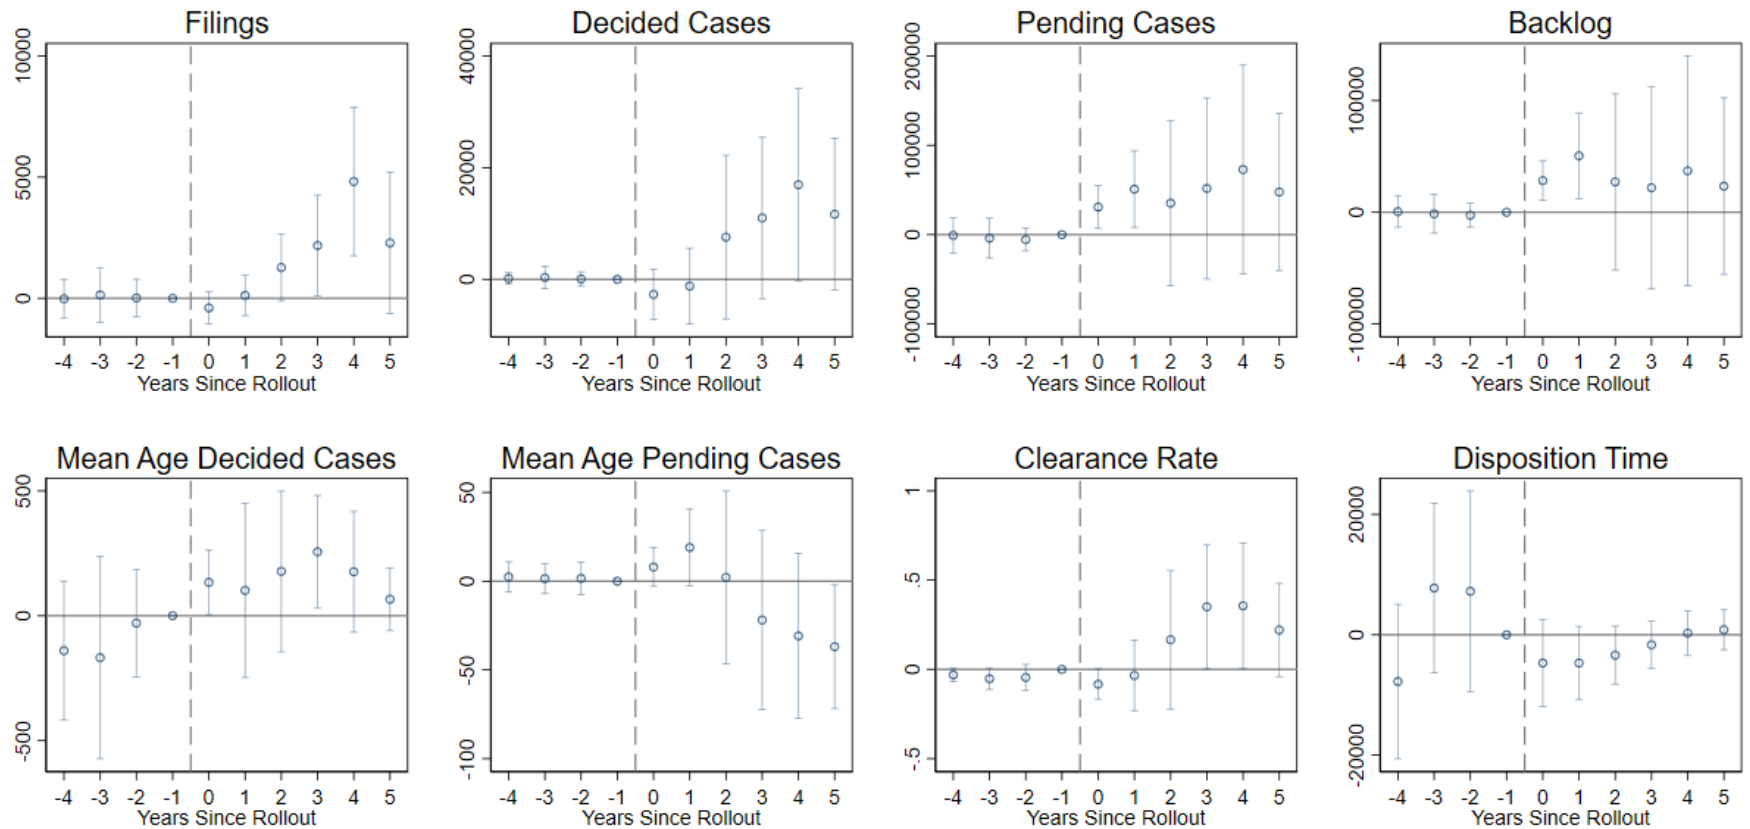 Filings
10000
5000
0
-4 -3 -2 -1 0 1 2 3 4 5
Years Since Rollout
Decided Cases
40000
20000
0
-4 -3 -2 -1 0 1 2 3 4 5
Years Since Rollout
Pending Cases
200000
100000
0
-100000
-4 -3 -2 -1 0 1 2 3 4 5
Years Since Rollout
Backlog
100000
0
-100000
-4 -3 -2 -1 0 1 2 3 4 5
Years Since Rollout
Mean Age Decided Cases
500
0
-500
-4 -3 -2 -1 0 1 2 3 4 5
Years Since Rollout
Mean Age Pending Cases
50
0
-50
-100
-4 -3 -2 -1 0 1 2 3 4 5
Years Since Rollout
Clearance Rate
1
.5
0
-.5
-4 -3 -2 -1 0 1 2 3 4 5
Years Since Rollout
Disposition Time
20000
0
-20000
-4 -3 -2 -1 0 1 2 3 4 5
Years Since Rollout